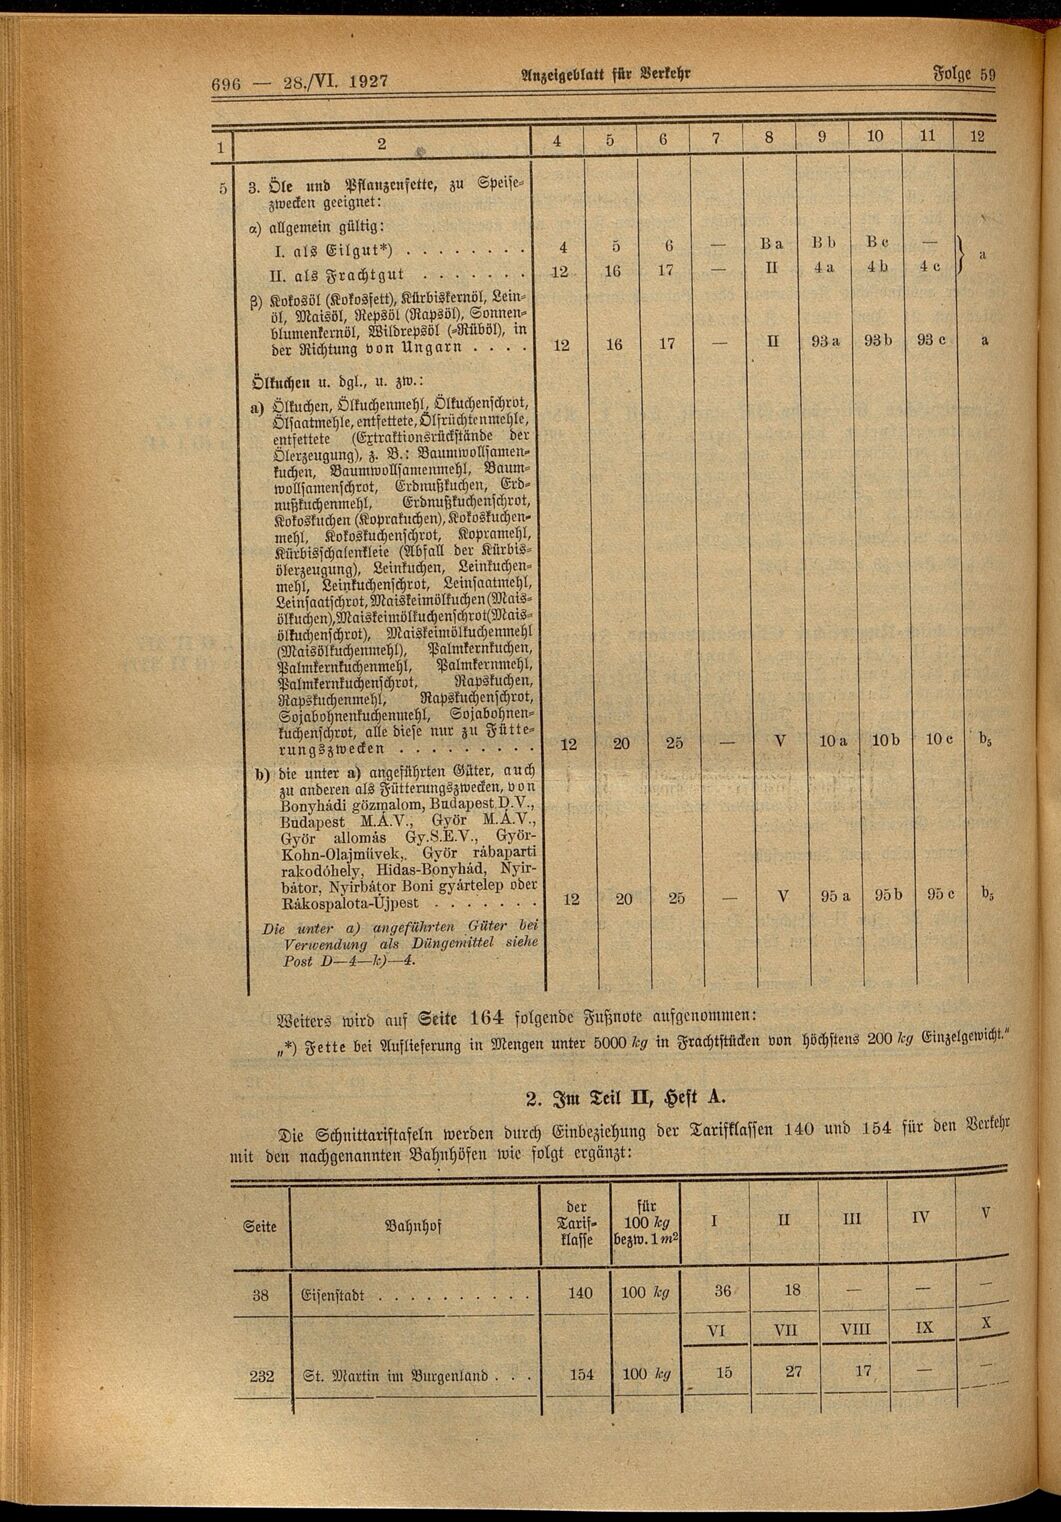 696 — 28./VI. 1927 Anzeigeblatt für Verkehr Folge 59
1 2 4 5 6 7 8 9 10 11 12
5 3. Öle und Pflanzenfette, zu Speise-
zwecken geeignet:
α) allgemein gültig:
I. als Eilgut*) . . . . . . . . 4 5 6 — B a B b B c — } a
II. als Frachtgut . . . . . . . 12 16 17 — II 4 a 4 b 4 c
β) Kokosöl (Kokosfett), Kürbiskernöl, Lein-
öl, Maisöl, Repsöl (Rapsöl), Sonnen-
blumenkernöl, Wildrepsöl (-Rüböl), in
der Richtung von Ungarn . . . . 12 16 17 — II 93 a 93 b 93 c a
Ölkuchen u. dgl., u. zw.:
a) Ölkuchen, Ölkuchenmehl, Ölkuchenschrot,
Ölsaatmehle, entfettete, Ölfrüchtenmehle,
entfettete (Extraktionsrückstände der
Ölerzeugung), z. B.: Baumwollsamen-
kuchen, Baumwollsamenmehl, Baum-
wollsamenschrot, Erdnußkuchen, Erd-
nußkuchenmehl, Erdnußkuchenschrot,
Kokoskuchen (Koprakuchen), Kokoskuchen-
mehl, Kokoskuchenschrot, Kopramehl,
Kürbisschalenkleie (Abfall der Kürbis-
ölerzeugung), Leinkuchen, Leinkuchen-
mehl, Leinkuchenschrot, Leinsaatmehl,
Leinsaatschrot, Maiskeimölkuchen (Mais-
ölkuchen), Maiskeimölkuchenschrot (Mais-
ölkuchenschrot), Maiskeimölkuchenmehl
(Maisölkuchenmehl), Palmkernkuchen,
Palmkernkuchenmehl, Palmkernmehl,
Palmkernkuchenschrot, Rapskuchen,
Rapskuchenmehl, Rapskuchenschrot,
Sojabohnenkuchenmehl, Sojabohnen-
kuchenschrot, alle diese nur zu Fütte-
rungszwecken . . . . . . . . . 12 20 25 — V 10 a 10 b 10 c b5
b) die unter a) angeführten Güter, auch
zu anderen als Fütterungszwecken, von
Bonyhádi gözmalom, Budapest D.V.,
Budapest M.Á.V., Györ M.Á.V.,
Györ allomás Gy.S.E.V., Györ-
Kohn-Olajmüvek,. Györ rábaparti
rakodóhely, Hidas-Bonyhád, Nyir-
bátor, Nyirbátor Boni gyártelep oder
Rákospalota-Ujpest . . . . . . . 12 20 25 — V 95 a 95 b 95 c b5
Die unter a) angeführten Güter bei
Verwendung als Düngemittel siehe
Post D—4—k)—4.
Weiters wird auf Seite 164 folgende Fußnote aufgenommen:
„*) Fette bei Auflieferung in Mengen unter 5000 kg in Frachtstücken von höchstens 200 kg Einzelgewicht."
2. Im Teil II, Heft A.
Die Schnittariftafeln werden durch Einbeziehung der Tarifklassen 140 und 154 für den Verkehr
mit den nachgenannten Bahnhöfen wie folgt ergänzt:
Seite Bahnhof der Tarif-klasse für 100 kg bezw. 1 m² I II III IV V
38 Eisenstadt . . . . . . . . . . 140 100 kg 36 18 — — —
VI VII VIII IX X
232 St. Martin im Burgenland . . . 154 100 kg 15 27 17 — —